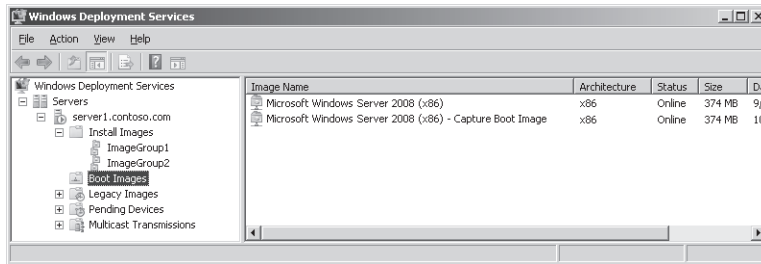 Windows Deployment Services
File Action View Help
Windows Deployment Services
Servers
server1.contoso.com
Install Images
ImageGroup1
ImageGroup2
Boot Images
Legacy Images
Pending Devices
Multicast Transmissions
Image Name Architecture Status Size
Microsoft Windows Server 2008 (x86) x86 Online 374 MB 9/
Microsoft Windows Server 2008 (x86) - Capture Boot Image x86 Online 374 MB 10